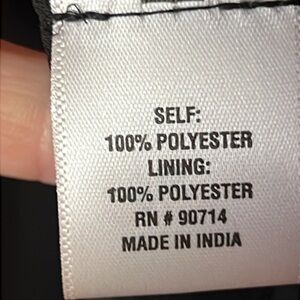 SELF:
100% POLYESTER
LINING:
100% POLYESTER
RN # 90714
MADE IN INDIA